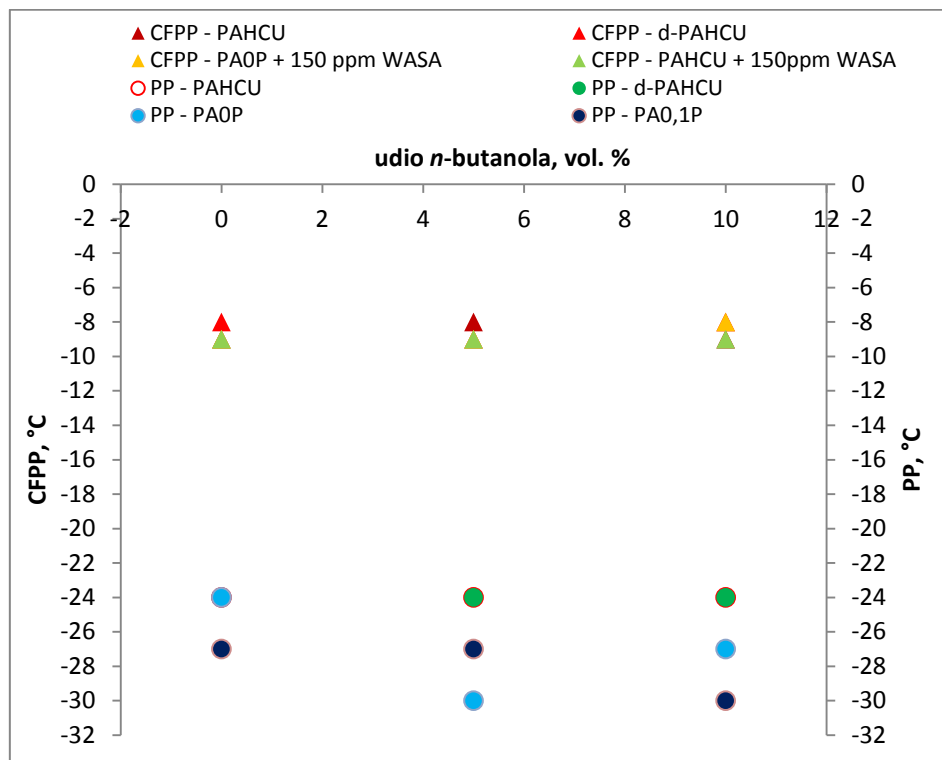 CFPP - PAHCU
CFPP - d-PAHCU
CFPP - PA0P + 150 ppm WASA
CFPP - PAHCU + 150ppm WASA
PP - PAHCU
PP - d-PAHCU
PP - PA0P
PP - PA0,1P
udio n-butanola, vol. %
-2 0 2 4 6 8 10 12
CFPP, °C
0
-2
-4
-6
-8
-10
-12
-14
-16
-18
-20
-22
-24
-26
-28
-30
-32
PP, °C
0
-2
-4
-6
-8
-10
-12
-14
-16
-18
-20
-22
-24
-26
-28
-30
-32